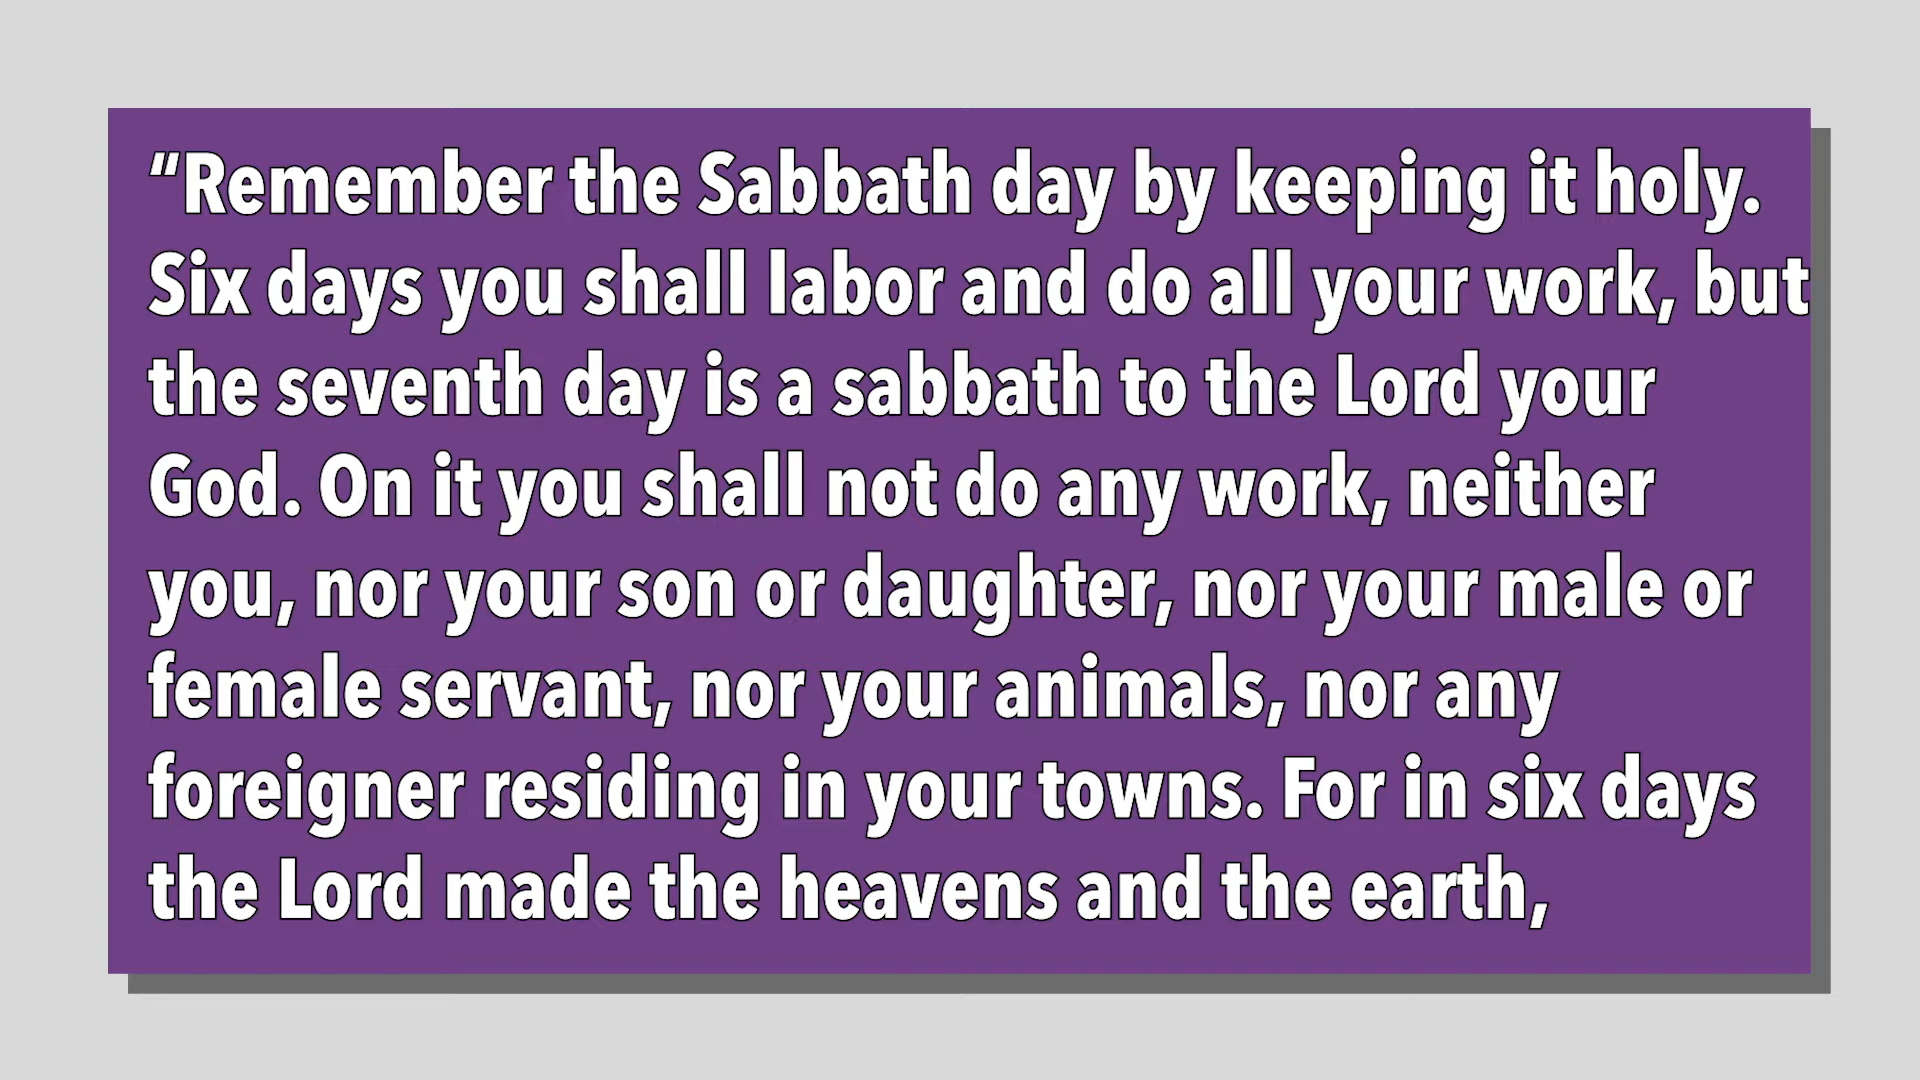 “Remember the Sabbath day by keeping it holy.
Six days you shall labor and do all your work, but
the seventh day is a sabbath to the Lord your
God. On it you shall not do any work, neither
you, nor your son or daughter, nor your male or
female servant, nor your animals, nor any
foreigner residing in your towns. For in six days
the Lord made the heavens and the earth,